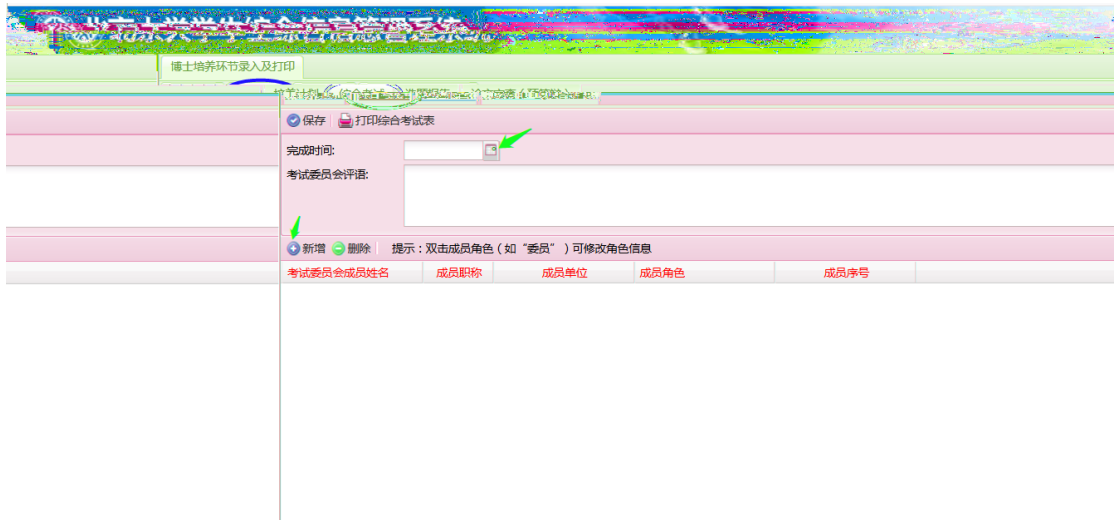 博士培养环节录入及打印
保存 打印综合考试表
完成时间:
考试委员会评语:
新增 删除 提示：双击成员角色（如“委员”）可修改角色信息
考试委员会成员姓名 成员职称 成员单位 成员角色 成员序号